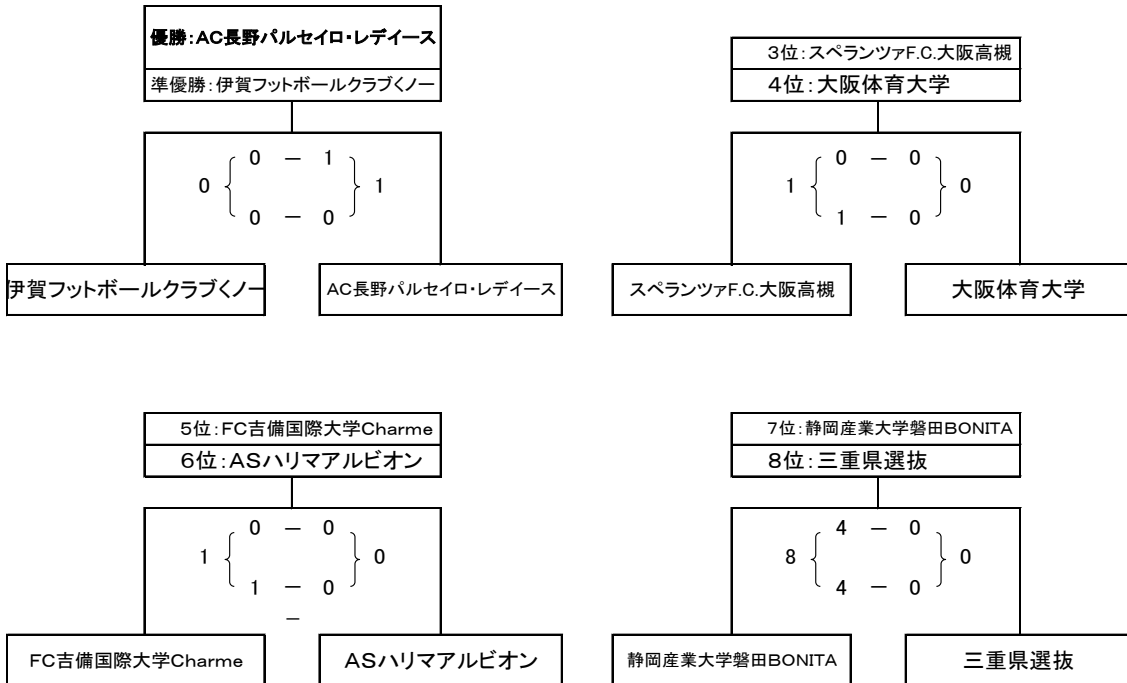 優勝:AC長野パルセイロ・レデイース
準優勝:伊賀フットボールクラブくノー
0 0 － 1 1
0 － 0
伊賀フットボールクラブくノー
AC長野パルセイロ・レデイース
3位:スペランツァF.C.大阪高槻
4位:大阪体育大学
1 0 － 0 0
1 － 0
スペランツァF.C.大阪高槻
大阪体育大学
5位:FC吉備国際大学Charme
6位:ASハリマアルビオン
1 0 － 0 0
1 － 0
－
FC吉備国際大学Charme
ASハリマアルビオン
7位:静岡産業大学磐田BONITA
8位:三重県選抜
8 4 － 0 0
4 － 0
静岡産業大学磐田BONITA
三重県選抜